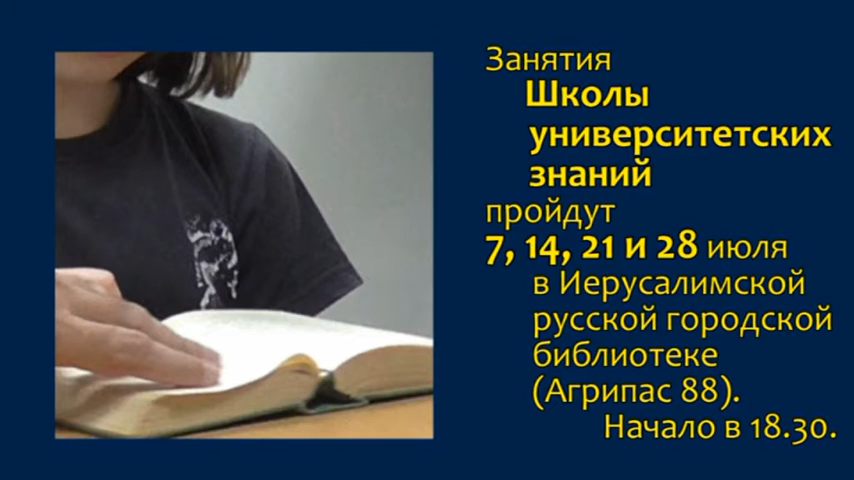 Занятия
Школы
университетских
знаний
пройдут
7, 14, 21 и 28 июля
в Иерусалимской
русской городской
библиотеке
(Агрипас 88).
Начало в 18.30.